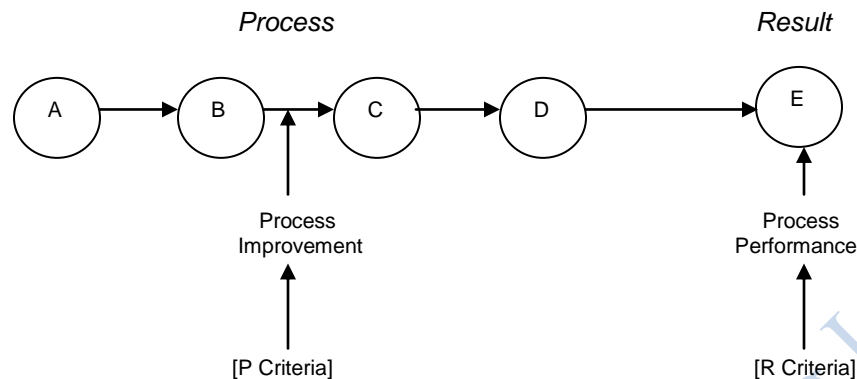 Process Result
A B C D E
Process
Improvement
Process
Performance
[P Criteria] [R Criteria]